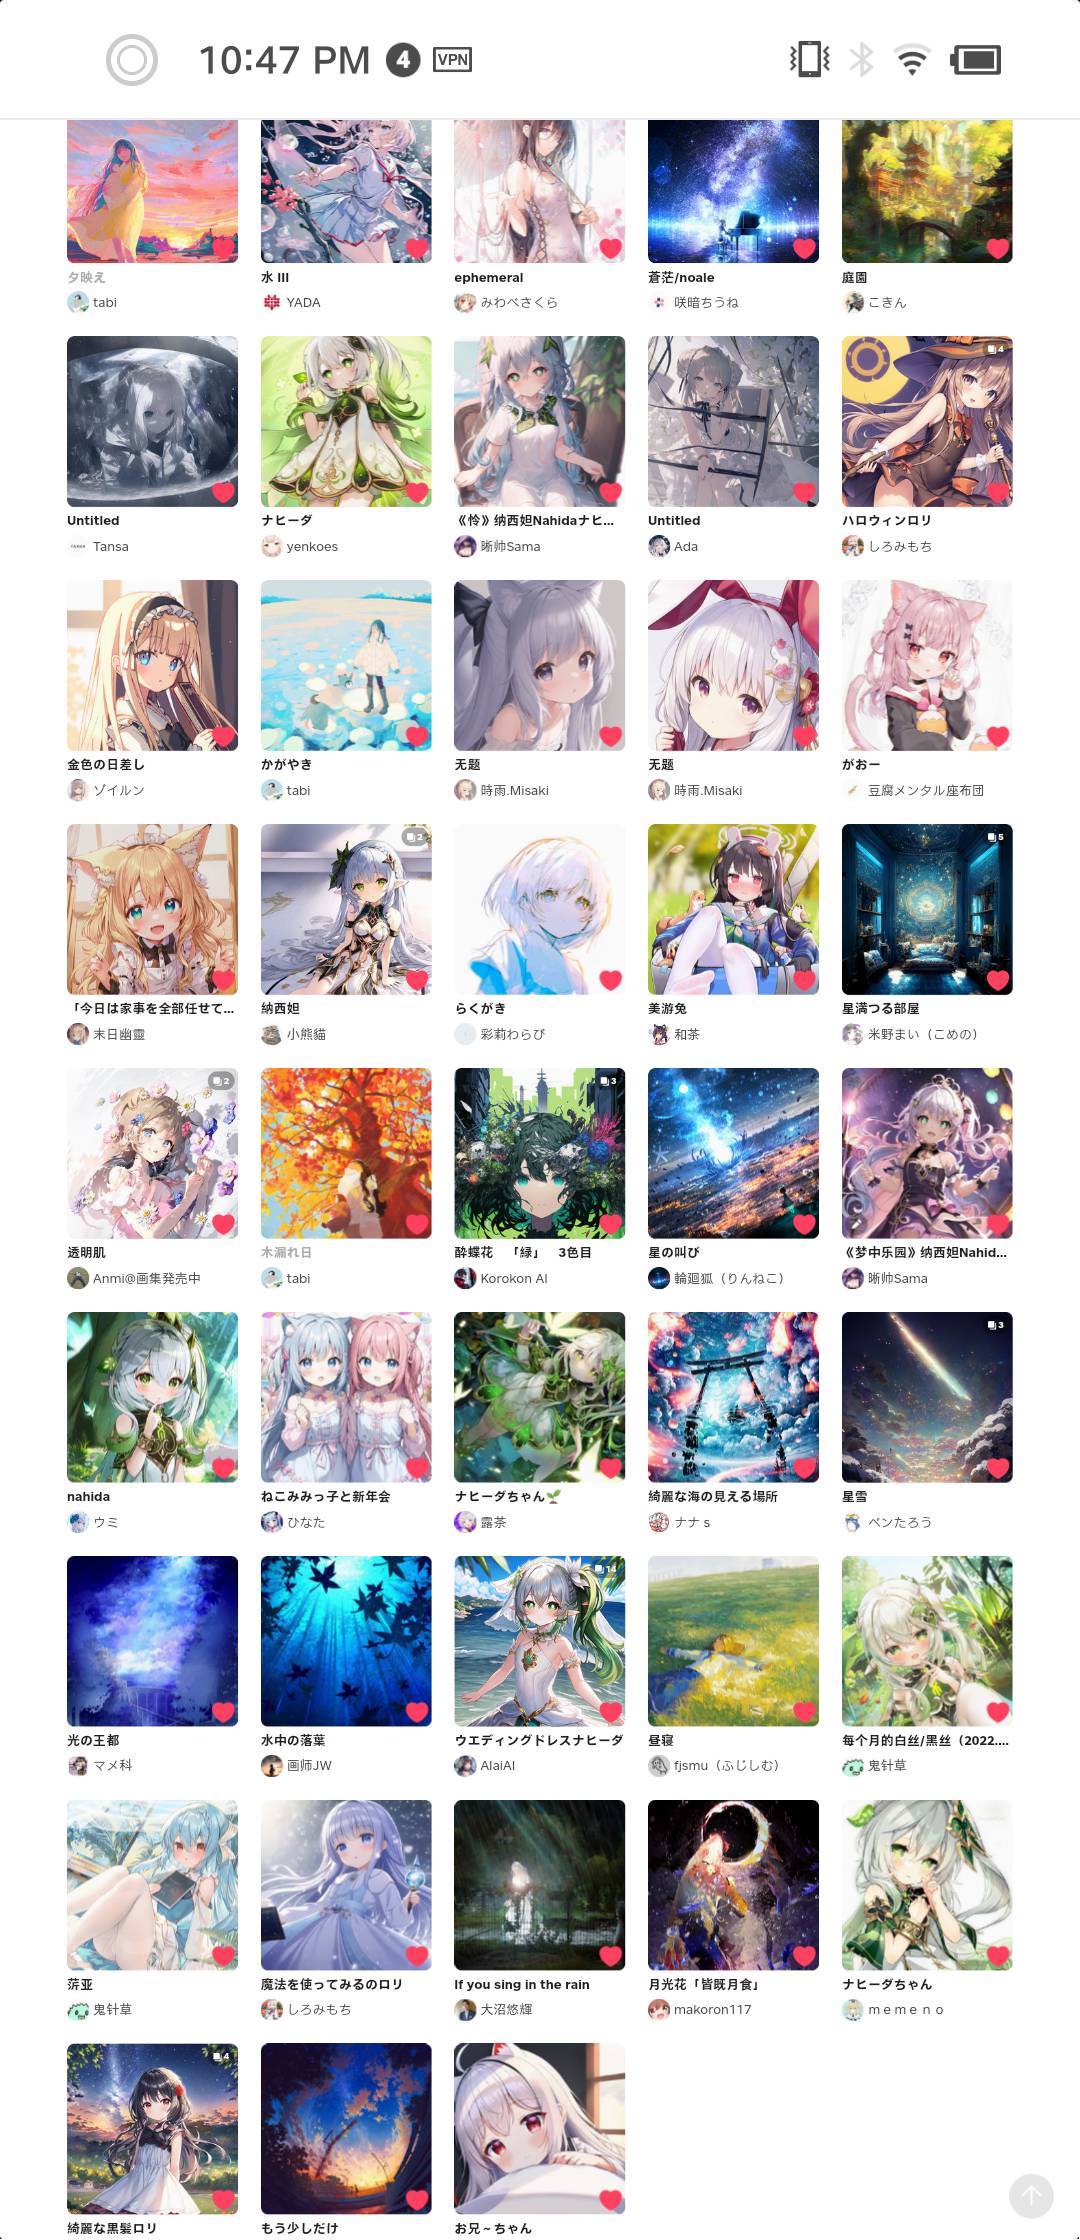 10:47 PM 4 VPN
夕映え
水 III
ephemeral
蒼茫/noale
庭園
tabi
YADA
みわべさくら
咲暗ちうね
こきん
4
Untitled
ナヒーダ
《怜》纳西妲Nahidaナヒ...
Untitled
ハロウィンロリ
Tansa
yenkoes
晰帅Sama
Ada
しろみもち
金色の日差し
かがやき
无题
无题
がおー
ゾイルン
tabi
時雨.Misaki
時雨.Misaki
豆腐メンタル座布団
2
5
「今日は家事を全部任せて...
纳西妲
らくがき
美游兔
星満つる部屋
末日幽靈
小熊貓
彩莉わらび
和茶
米野まい（こめの）
2
3
透明肌
木漏れ日
酔蝶花　「緑」　3色目
星の叫び
《梦中乐园》纳西妲Nahid...
Anmi@画集発売中
tabi
Korokon AI
輪廻狐（りんねこ）
晰帅Sama
3
nahida
ねこみみっ子と新年会
ナヒーダちゃん🌱
綺麗な海の見える場所
星雪
ウミ
ひなた
露茶
ナナｓ
ペンたろう
14
光の王都
水中の落葉
ウエディングドレスナヒーダ
昼寝
每个月的白丝/黑丝（2022....
マメ科
画师JW
AIaiAI
fjsmu（ふじしむ）
鬼针草
茆亚
魔法を使ってみるのロリ
If you sing in the rain
月光花「皆既月食」
ナヒーダちゃん
鬼针草
しろみもち
大沼悠輝
makoron117
ｍｅｍｅｎｏ
4
綺麗な黒髪ロリ
もう少しだけ
お兄～ちゃん